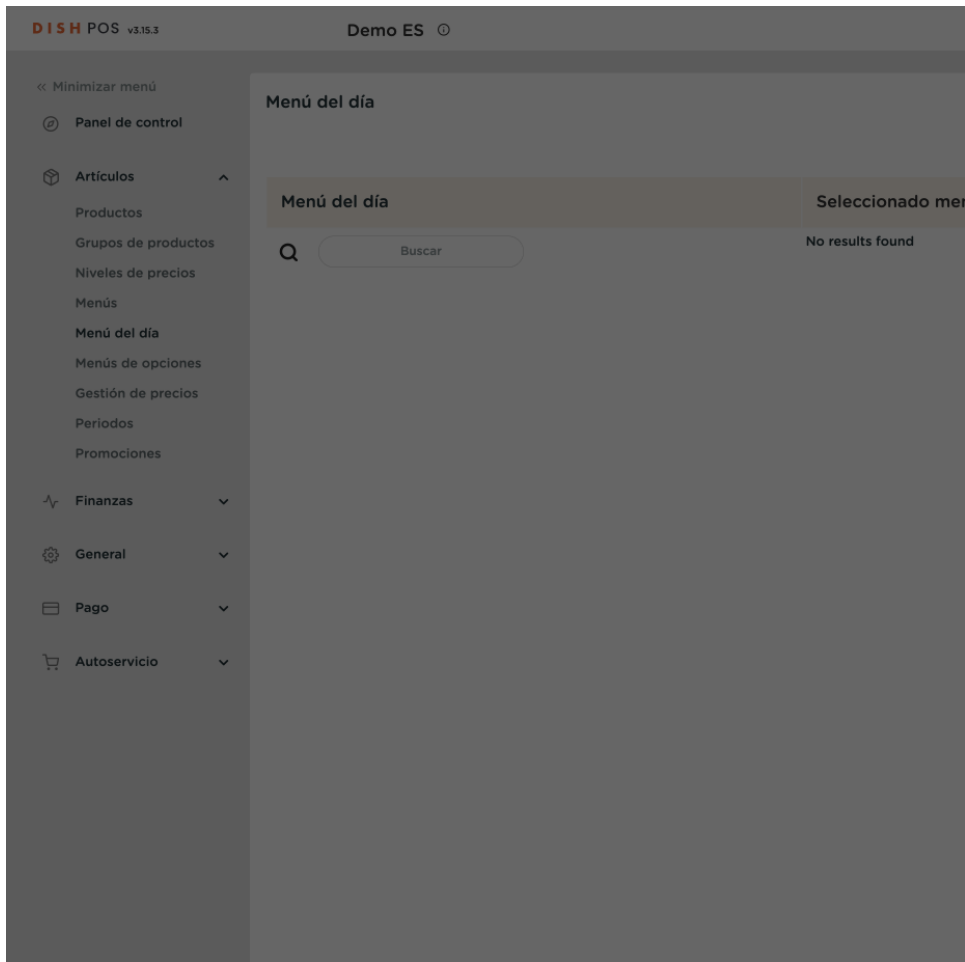 DISH POS v3.15.3 Demo ES
Minimizar menú
Menú del día
Panel de control
Artículos
Menú del día Seleccionado
Productos
Grupos de productos
No results found
Buscar
Niveles de precios
Menús
Menú del día
Menús de opciones
Gestión de precios
Periodos
Promociones
Finanzas
General
Pago
Autoservicio